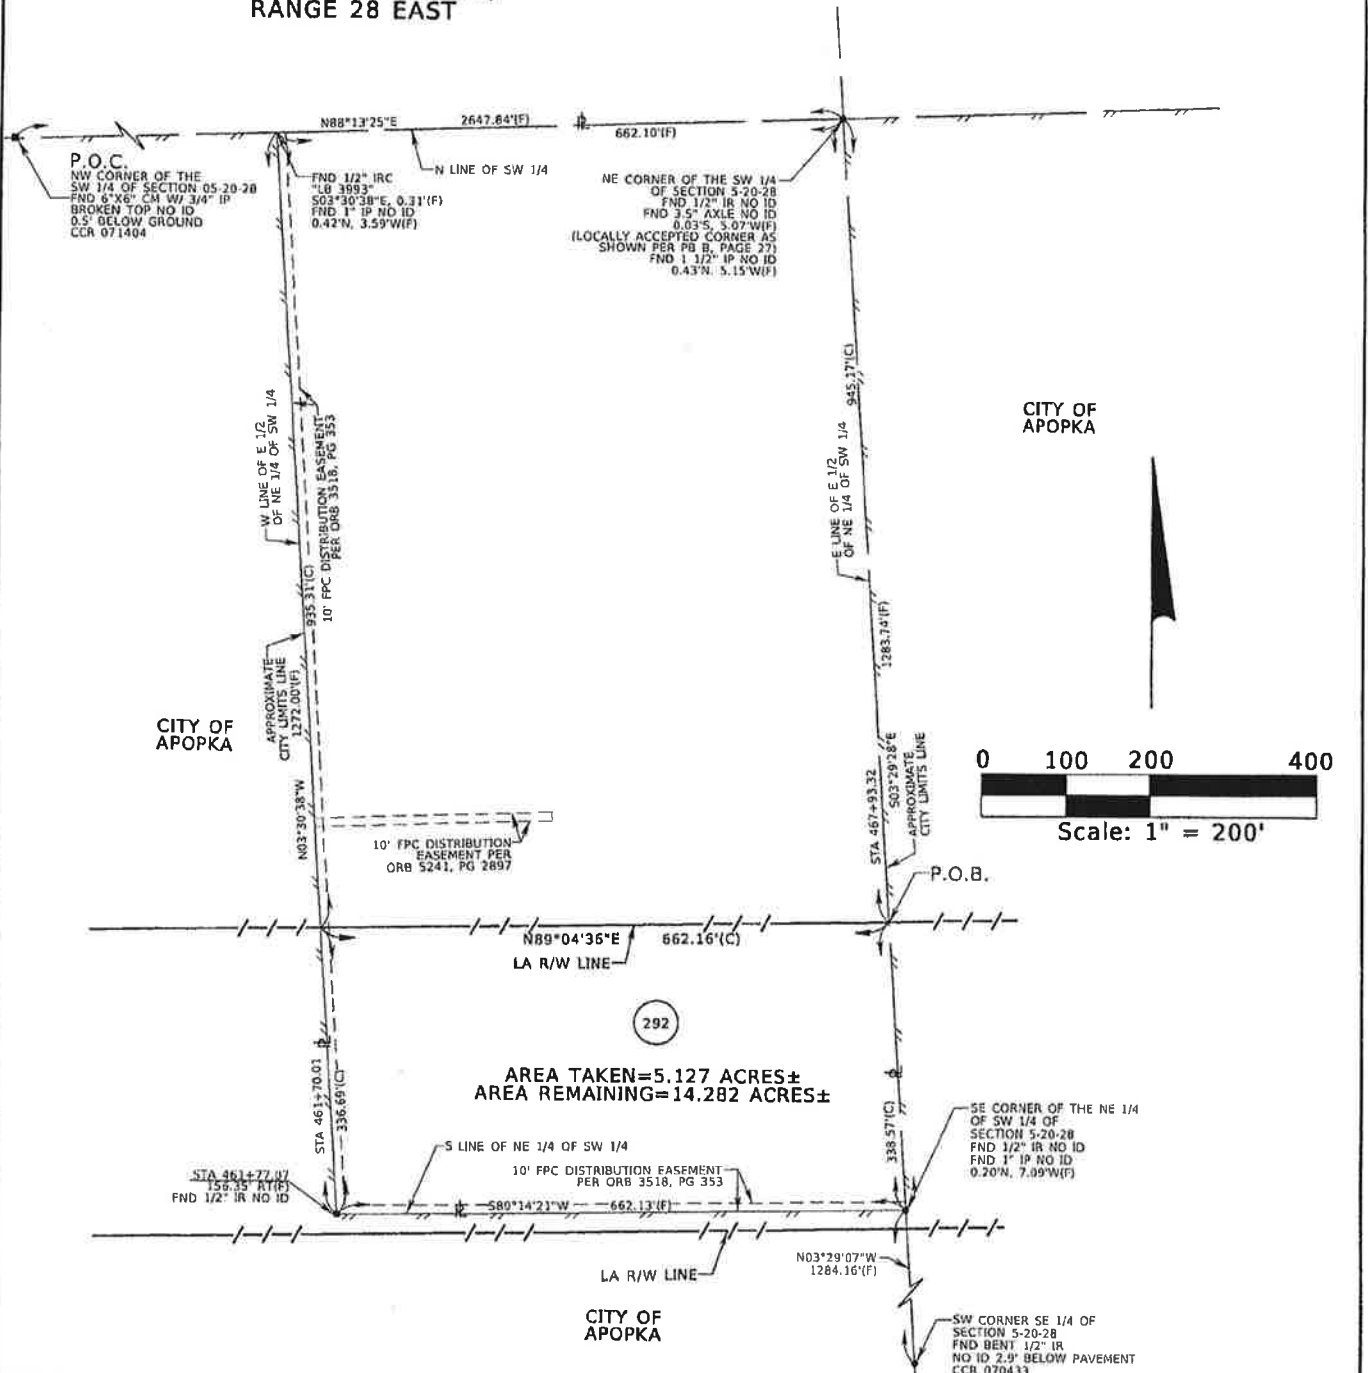 RANGE 28 EAST
N88°13'25"E
2647.84'(F)
662.10'(F)
P.O.C.
NW CORNER OF THE
SW 1/4 OF SECTION 05-20-28
FND 6"X6" CM W/ 3/4" IP
BROKEN TOP NO ID
0.5' BELOW GROUND
CCR 071404
FND 1/2" IRC
"LB 3993"
S03°30'38"E, 0.31'(F)
FND 1" IP NO ID
0.42'N, 3.59'W(F)
N LINE OF SW 1/4
NE CORNER OF THE SW 1/4
OF SECTION 5-20-28
FND 1/2" IR NO ID
FND 3.5" AXLE NO ID
0.03'S, 5.07'W(F)
(LOCALLY ACCEPTED CORNER AS
SHOWN PER PB B, PAGE 27)
FND 1 1/2" IP NO ID
0.43'N, 5.15'W(F)
W LINE OF E 1/2
OF NE 1/4 OF SW 1/4
10' FPC DISTRIBUTION EASEMENT
PER ORB 3518, PG 353
935.31'(C)
945.17'(C)
E LINE OF E 1/2
OF NE 1/4 OF SW 1/4
CITY OF
APOPKA
1283.74'(F)
APPROXIMATE
CITY LIMITS LINE
1272.00'(F)
CITY OF
APOPKA
N03°30'38"W
STA 467+93.32
S03°29'28"E
APPROXIMATE
CITY LIMITS LINE
0 100 200 400
Scale: 1" = 200'
10' FPC DISTRIBUTION
EASEMENT PER
ORB 5241, PG 2897
P.O.B.
N89°04'36"E
662.16'(C)
LA R/W LINE
292
AREA TAKEN=5.127 ACRES±
AREA REMAINING=14.282 ACRES±
STA 461+70.01
336.69'(C)
338.57'(C)
SE CORNER OF THE NE 1/4
OF SW 1/4 OF
SECTION 5-20-28
FND 1/2" IR NO ID
FND 1" IP NO ID
0.20'N, 7.09'W(F)
S LINE OF NE 1/4 OF SW 1/4
10' FPC DISTRIBUTION EASEMENT
PER ORB 3518, PG 353
STA 461+77.07
156.35' RT(F)
FND 1/2" IR NO ID
662.13'(F)
LA R/W LINE
N03°29'07"W
1284.16'(F)
CITY OF
APOPKA
SW CORNER SE 1/4 OF
SECTION 5-20-28
FND BENT 1/2" IR
NO ID 2.9' BELOW PAVEMENT
CCR 070433